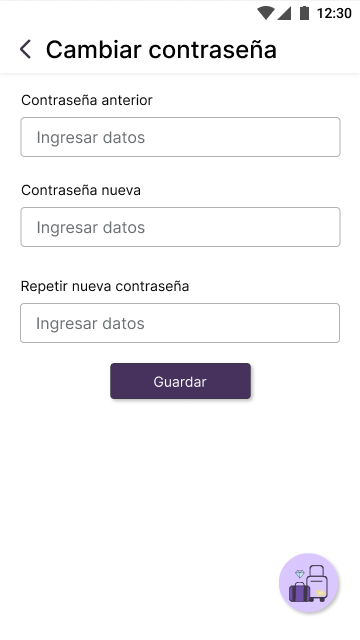 12:30
Cambiar contraseña
Contraseña anterior
Ingresar datos
Contraseña nueva
Ingresar datos
Repetir nueva contraseña
Ingresar datos
Guardar